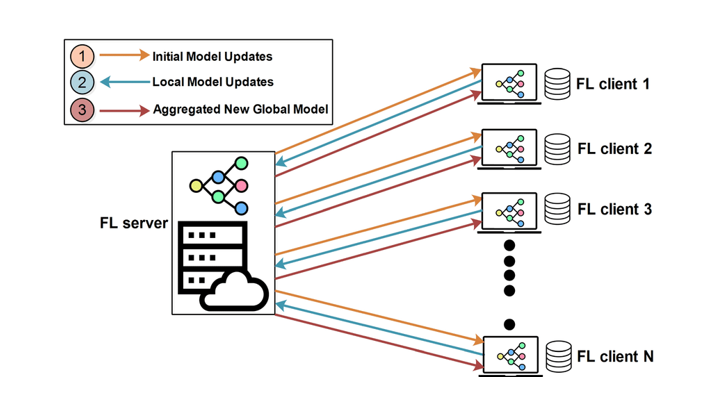 1 Initial Model Updates
2 Local Model Updates
3 Aggregated New Global Model
FL server
FL client 1
FL client 2
FL client 3
FL client N